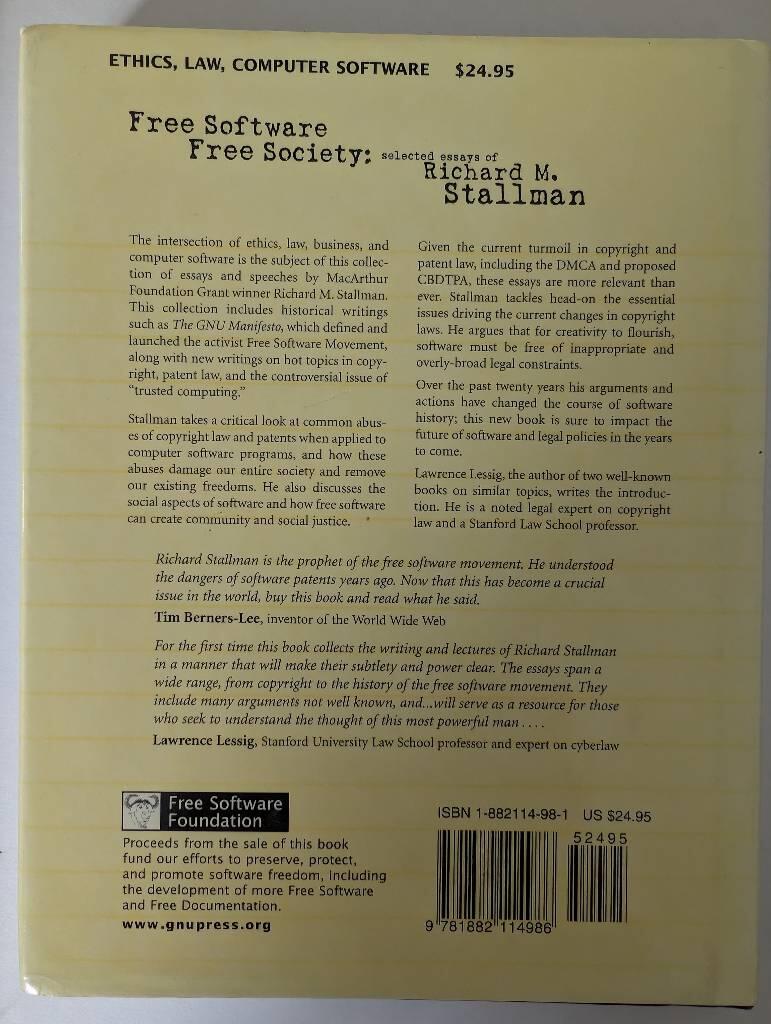 ETHICS, LAW, COMPUTER SOFTWARE $24.95
Free Software
Free Society: selected essays of
Richard M.
Stallman
The intersection of ethics, law, business, and
computer software is the subject of this collec-
tion of essays and speeches by MacArthur
Foundation Grant winner Richard M. Stallman.
This collection includes historical writings
such as The GNU Manifesto, which defined and
launched the activist Free Software Movement,
along with new writings on hot topics in copy-
right, patent law, and the controversial issue of
“trusted computing.”
Stallman takes a critical look at common abus-
es of copyright law and patents when applied to
computer software programs, and how these
abuses damage our entire society and remove
our existing freedoms. He also discusses the
social aspects of software and how free software
can create community and social justice.
Given the current turmoil in copyright and
patent law, including the DMCA and proposed
CBDTPA, these essays are more relevant than
ever. Stallman tackles head-on the essential
issues driving the current changes in copyright
laws. He argues that for creativity to flourish,
software must be free of inappropriate and
overly-broad legal constraints.
Over the past twenty years his arguments and
actions have changed the course of software
history; this new book is sure to impact the
future of software and legal policies in the years
to come.
Lawrence Lessig, the author of two well-known
books on similar topics, writes the introduc-
tion. He is a noted legal expert on copyright
law and a Stanford Law School professor.
Richard Stallman is the prophet of the free software movement. He understood
the dangers of software patents years ago. Now that this has become a crucial
issue in the world, buy this book and read what he said.
Tim Berners-Lee, inventor of the World Wide Web
For the first time this book collects the writing and lectures of Richard Stallman
in a manner that will make their subtlety and power clear. The essays span a
wide range, from copyright to the history of the free software movement. They
include many arguments not well known, and...will serve as a resource for those
who seek to understand the thought of this most powerful man . . . .
Lawrence Lessig, Stanford University Law School professor and expert on cyberlaw
Free Software
Foundation
Proceeds from the sale of this book
fund our efforts to preserve, protect,
and promote software freedom, including
the development of more Free Software
and Free Documentation.
www.gnupress.org
ISBN 1-882114-98-1 US $24.95
52495
9 781882 114986